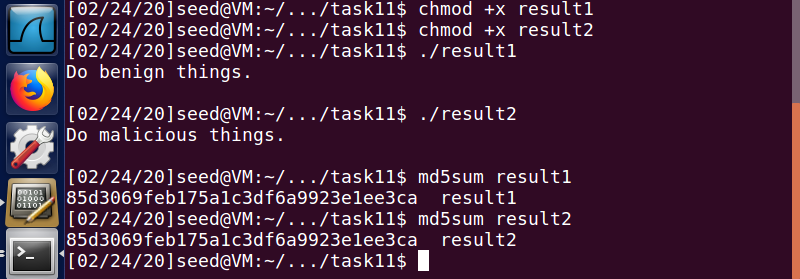 [02/24/20]seed@VM:~/.../task11$ chmod +x result1
[02/24/20]seed@VM:~/.../task11$ chmod +x result2
[02/24/20]seed@VM:~/.../task11$ ./result1
Do benign things.
[02/24/20]seed@VM:~/.../task11$ ./result2
Do malicious things.
[02/24/20]seed@VM:~/.../task11$ md5sum result1
85d3069feb175a1c3df6a9923e1ee3ca  result1
[02/24/20]seed@VM:~/.../task11$ md5sum result2
85d3069feb175a1c3df6a9923e1ee3ca  result2
[02/24/20]seed@VM:~/.../task11$
00101
01000
01101
>_